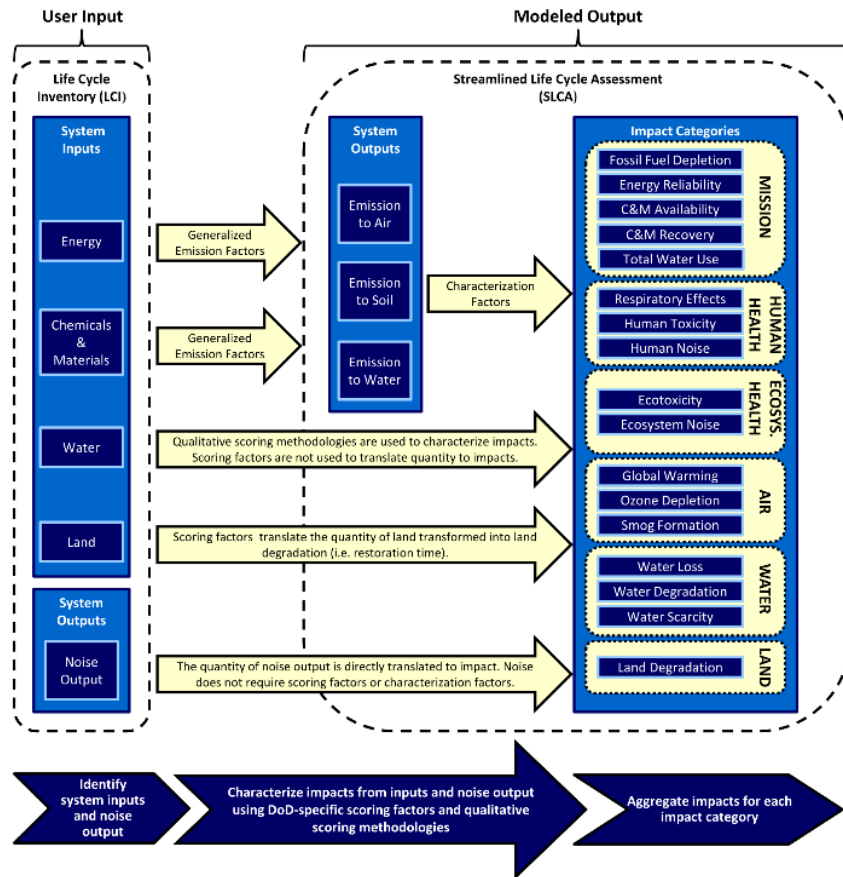 User Input
Modeled Output
Life Cycle
Inventory (LCI)
System
Inputs
Energy
Chemicals
&
Materials
Water
Land
System
Outputs
Noise
Output
Generalized
Emission Factors
Generalized
Emission Factors
Streamlined Life Cycle Assessment
(SLCA)
System
Outputs
Emission
to Air
Emission
to Soil
Emission
to Water
Characterization
Factors
Qualitative scoring methodologies are used to characterize impacts.
Scoring factors are not used to translate quantity to impacts.
Scoring factors translate the quantity of land transformed into land
degradation (i.e. restoration time).
The quantity of noise output is directly translated to impact. Noise
does not require scoring factors or characterization factors.
Impact Categories
Fossil Fuel Depletion
Energy Reliability
C&M Availability
C&M Recovery
Total Water Use
MISSION
Respiratory Effects
Human Toxicity
Human Noise
HUMAN
HEALTH
Ecotoxicity
Ecosystem Noise
ECOSYS.
HEALTH
Global Warming
Ozone Depletion
Smog Formation
AIR
Water Loss
Water Degradation
Water Scarcity
WATER
Land Degradation
LAND
Identify
system inputs
and noise
output
Characterize impacts from inputs and noise output
using DoD-specific scoring factors and qualitative
scoring methodologies
Aggregate impacts for each
impact category